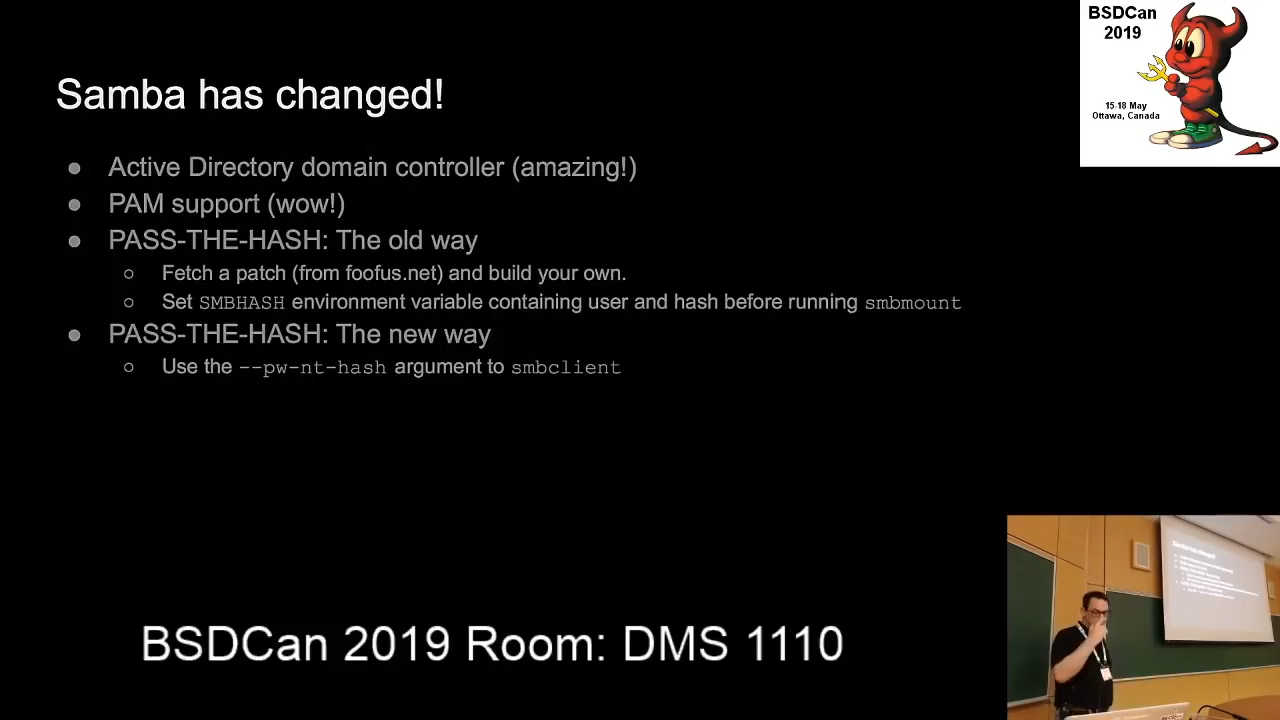 BSDCan
2019
15-18 May
Ottawa, Canada
Samba has changed!
● Active Directory domain controller (amazing!)
● PAM support (wow!)
● PASS-THE-HASH: The old way
○ Fetch a patch (from foofus.net) and build your own.
○ Set SMBHASH environment variable containing user and hash before running smbmount
● PASS-THE-HASH: The new way
○ Use the --pw-nt-hash argument to smbclient
BSDCan 2019 Room: DMS 1110
Samba has changed!